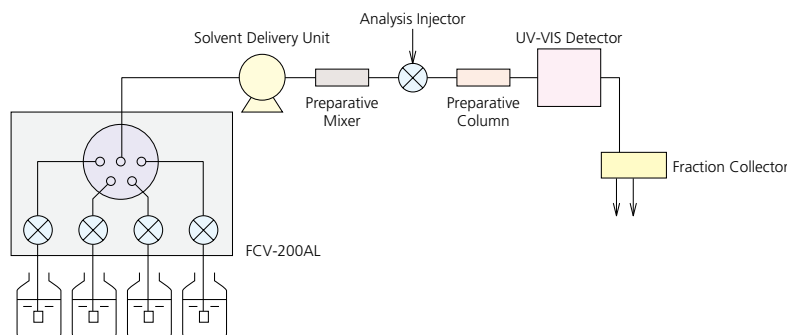 Analysis Injector
Solvent Delivery Unit
UV-VIS Detector
Preparative
Mixer
Preparative
Column
Fraction Collector
FCV-200AL